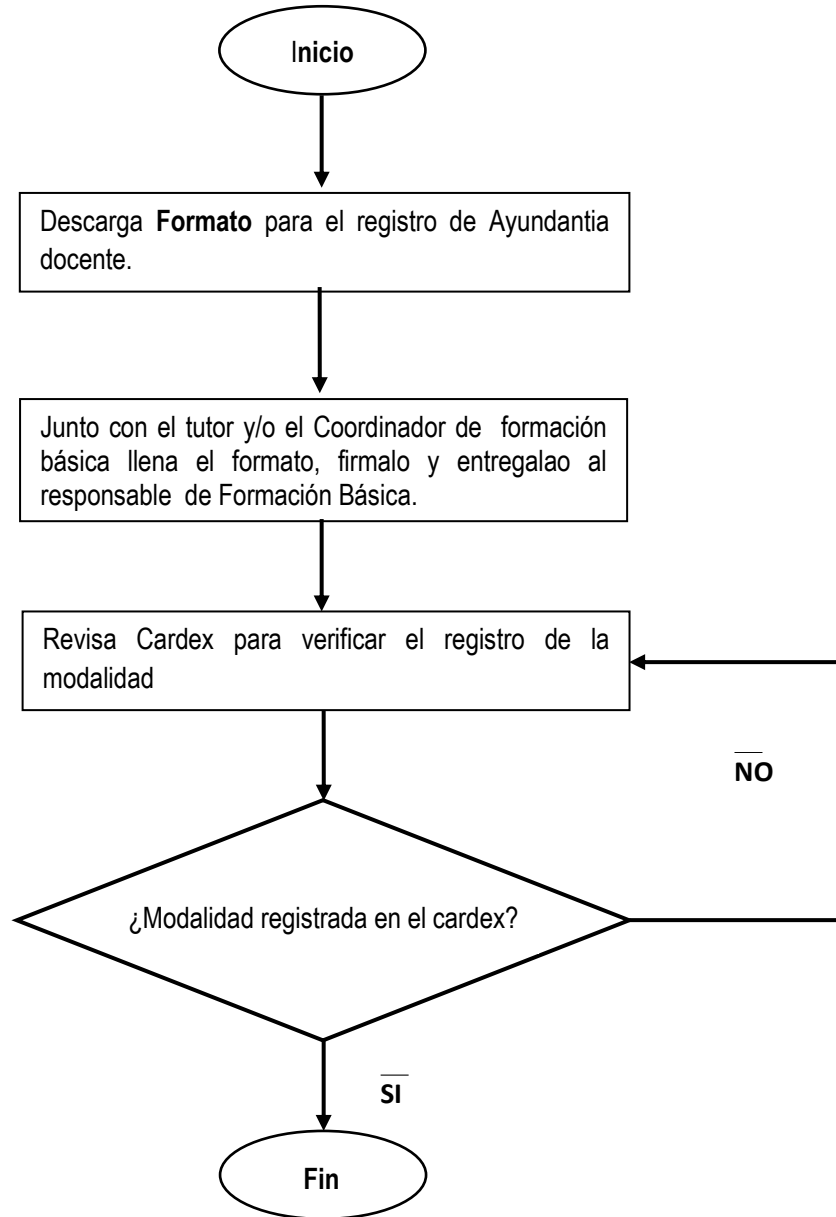 Inicio
Descarga Formato para el registro de Ayundantia
docente.
Junto con el tutor y/o el Coordinador de formación
básica llena el formato, firmalo y entregalao al
responsable de Formación Básica.
Revisa Cardex para verificar el registro de la
modalidad
NO
¿Modalidad registrada en el cardex?
SI
Fin